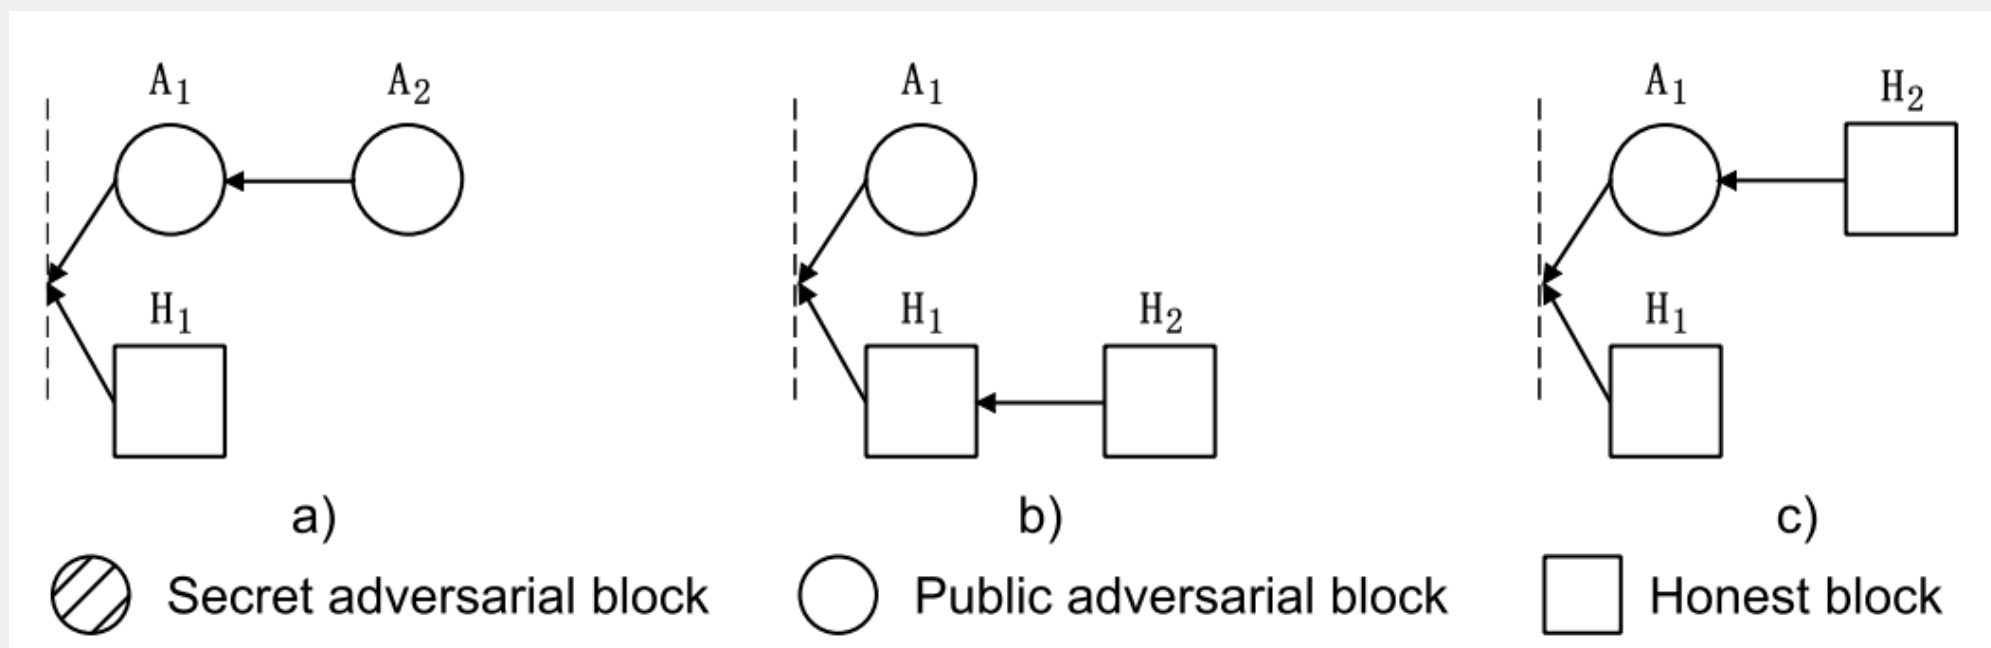 A₁ A₂ A₁ A₁ H₂
H₁ H₁ H₂ H₁
a) b) c)
Secret adversarial block Public adversarial block Honest block